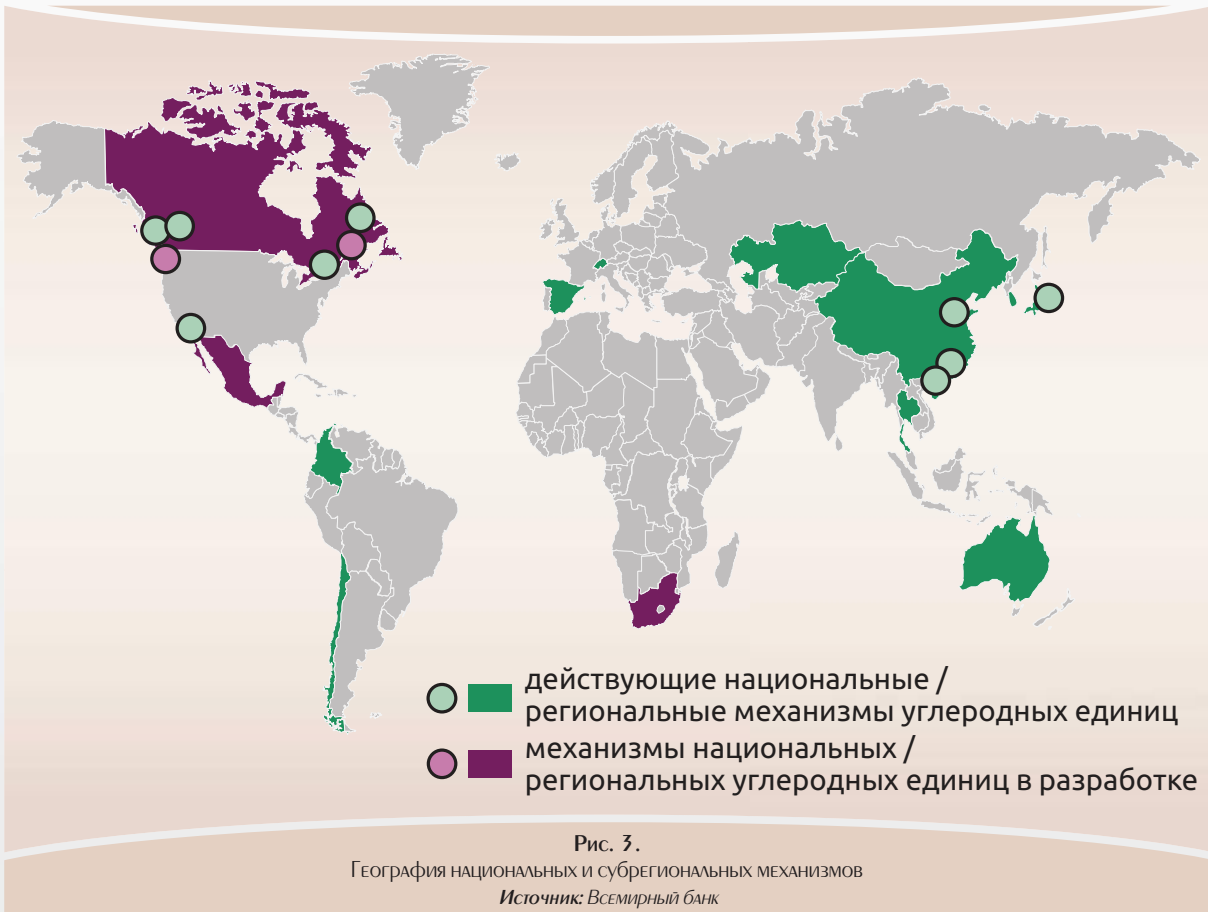 действующие национальные /
региональные механизмы углеродных единиц
механизмы национальных /
региональных углеродных единиц в разработке
Рис. 3.
География национальных и субрегиональных механизмов
Источник: Всемирный банк